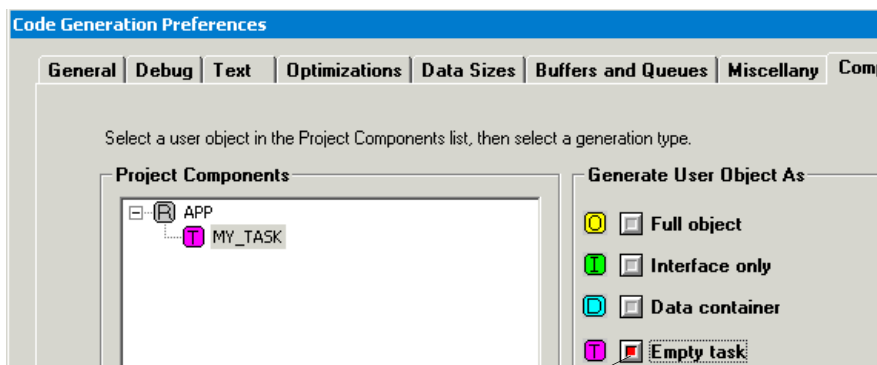 Code Generation Preferences
General Debug Text Optimizations Data Sizes Buffers and Queues Miscellany Comp
Select a user object in the Project Components list, then select a generation type.
Project Components
R APP
T MY_TASK
Generate User Object As
O Full object
I Interface only
D Data container
T Empty task